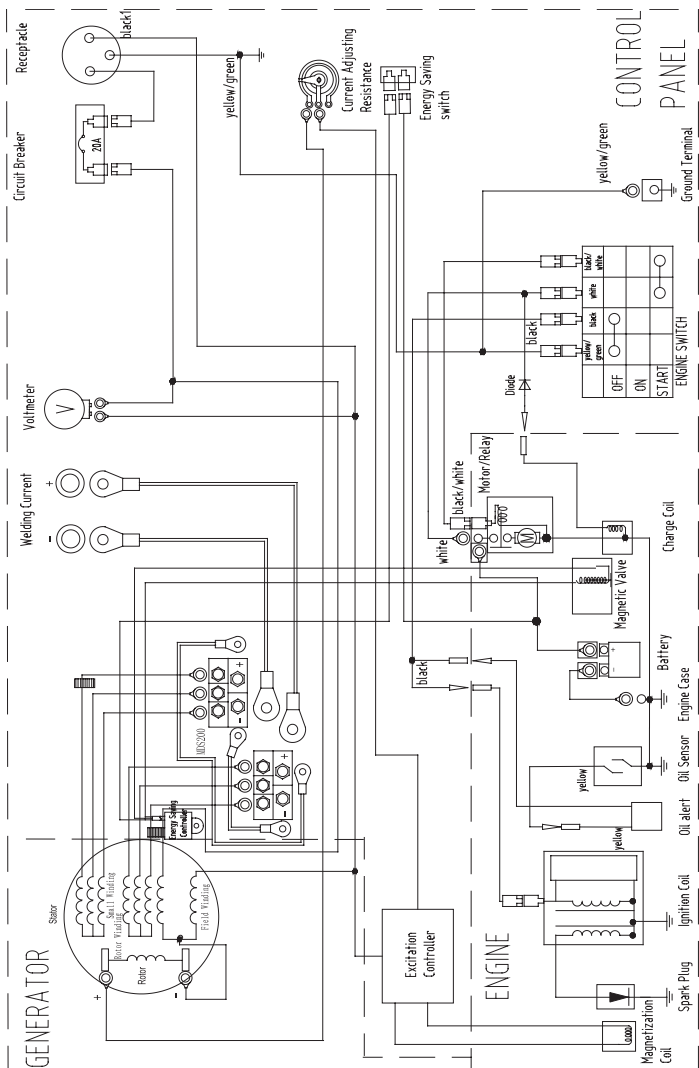 Receptacle
black1
Circuit Breaker
20A
yellow/green
Current Adjusting
Resistance
Energy Saving
switch
CONTROL
PANEL
Voltmeter
V
Welding Current
+
-
yellow/green
Ground Terminal
black/
white
white
black
yellow/
green
OFF
ON
START
ENGINE SWITCH
black
Diode
Motor/Relay
black/white
white
M
Charge Coil
Magnetic Valve
Battery
+
-
Engine Case
black
MDS200
+
-
+
-
Energy Saving
Controller
Oil Sensor
yellow
Oil alert
yellow
GENERATOR
Stator
Small Winding
Rotor Winding
Field Winding
Rotor
+
-
Excitation
Controller
ENGINE
Ignition Coil
Spark Plug
Magnetization
Coil